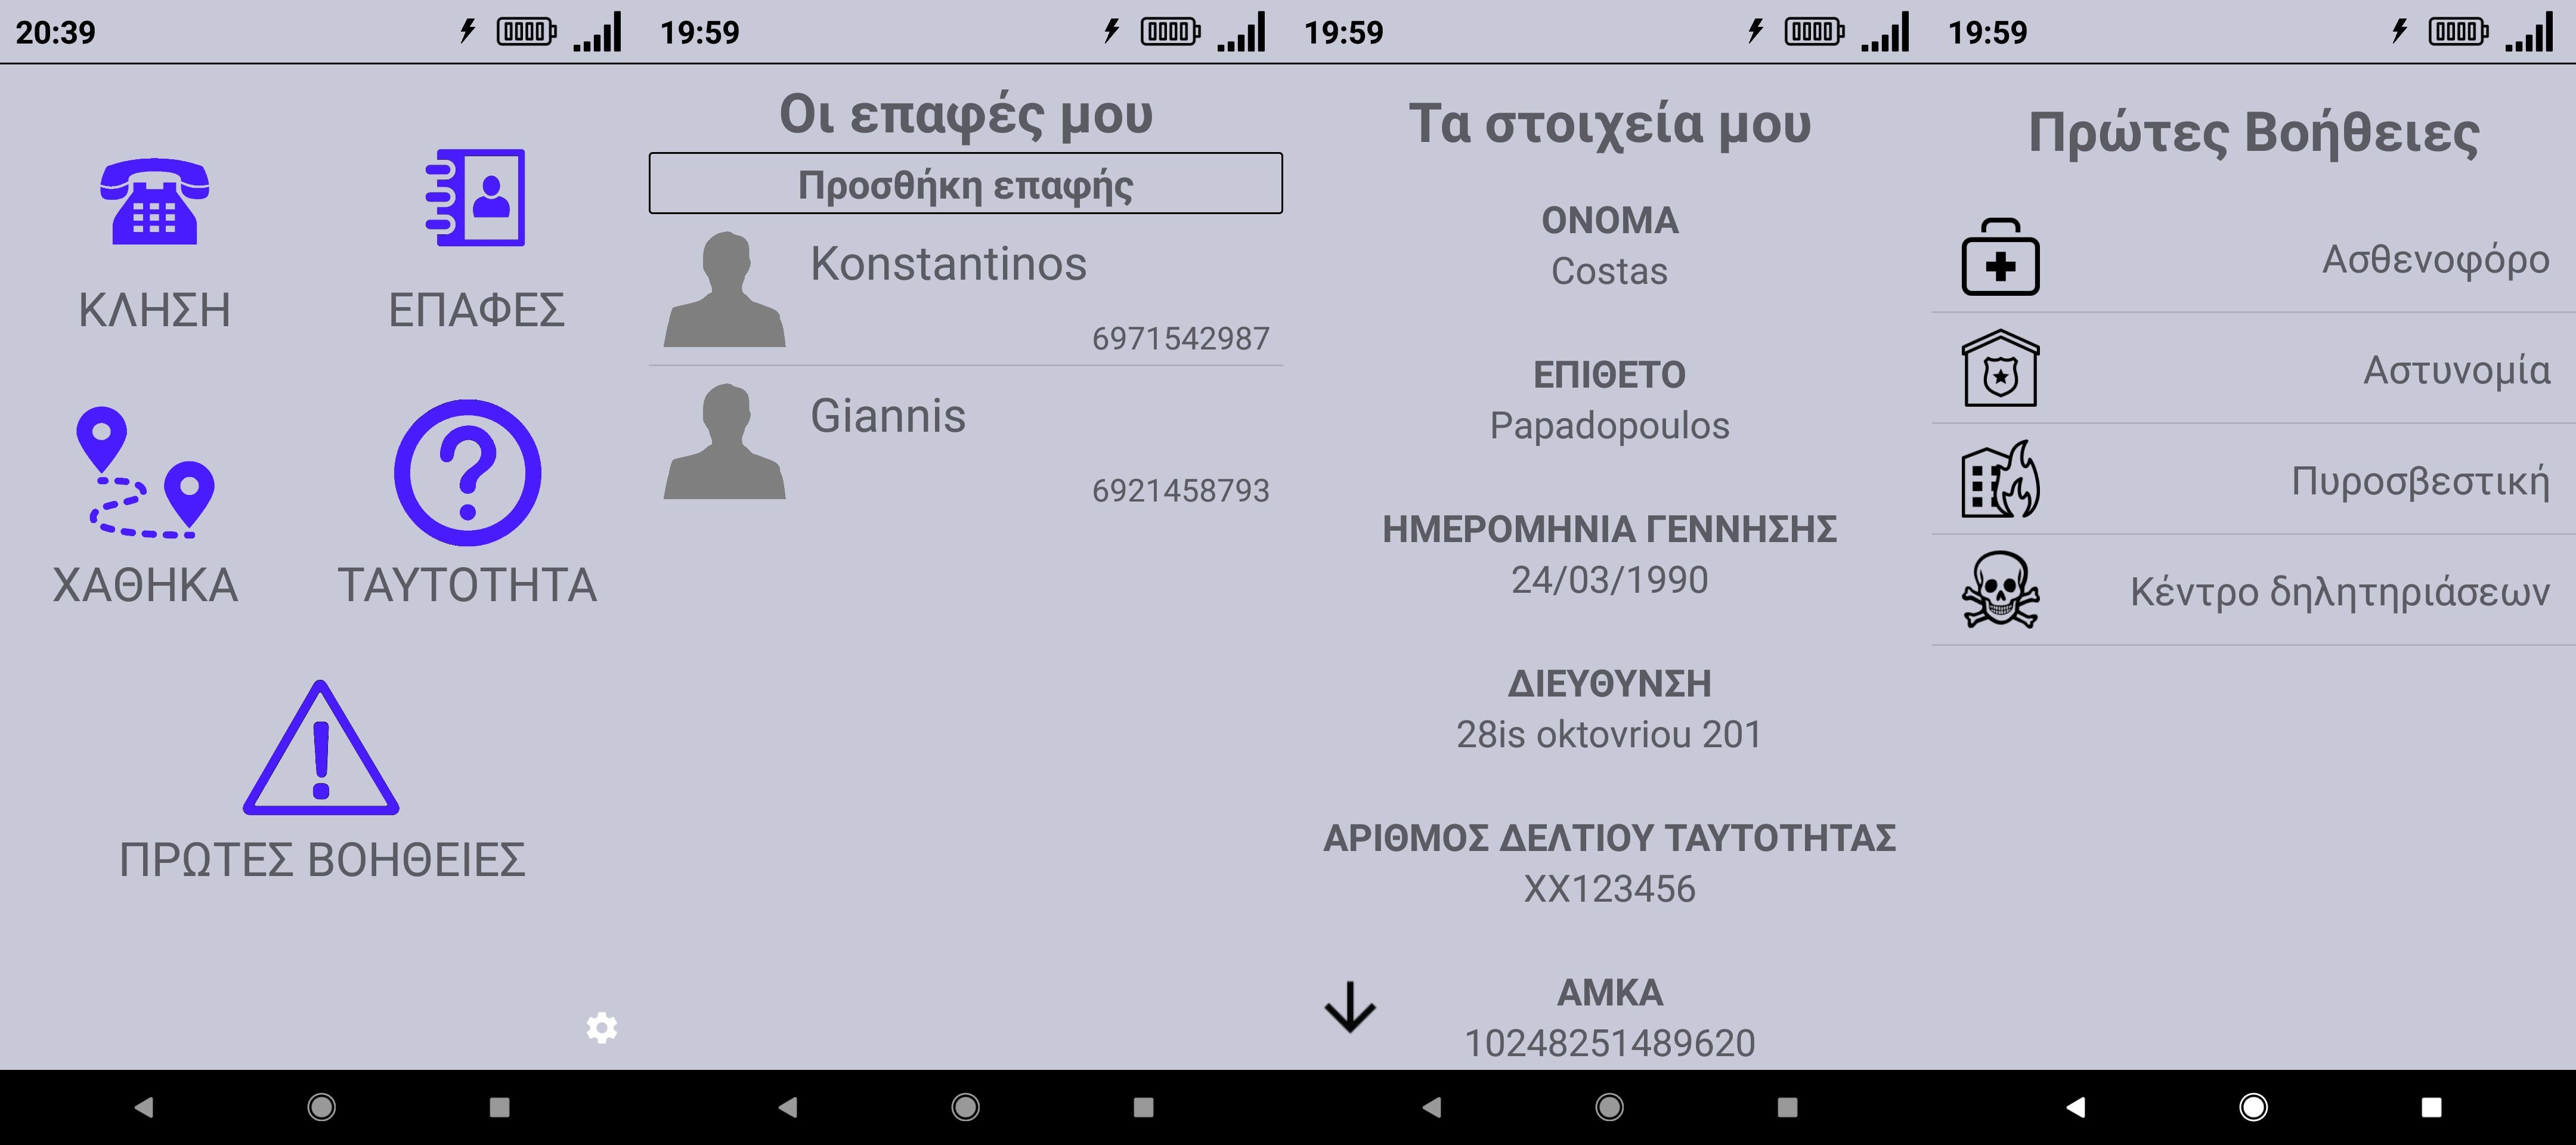 20:39
ΚΛΗΣΗ
ΕΠΑΦΕΣ
ΧΑΘΗΚΑ
ΤΑΥΤΟΤΗΤΑ
ΠΡΩΤΕΣ ΒΟΗΘΕΙΕΣ
19:59
Οι επαφές μου
Προσθήκη επαφής
Konstantinos
6971542987
Giannis
6921458793
19:59
Τα στοιχεία μου
ΟΝΟΜΑ
Costas
ΕΠΙΘΕΤΟ
Papadopoulos
ΗΜΕΡΟΜΗΝΙΑ ΓΕΝΝΗΣΗΣ
24/03/1990
ΔΙΕΥΘΥΝΣΗ
28is oktovriou 201
ΑΡΙΘΜΟΣ ΔΕΛΤΙΟΥ ΤΑΥΤΟΤΗΤΑΣ
XX123456
ΑΜΚΑ
10248251489620
19:59
Πρώτες Βοήθειες
Ασθενοφόρο
Αστυνομία
Πυροσβεστική
Κέντρο δηλητηριάσεων